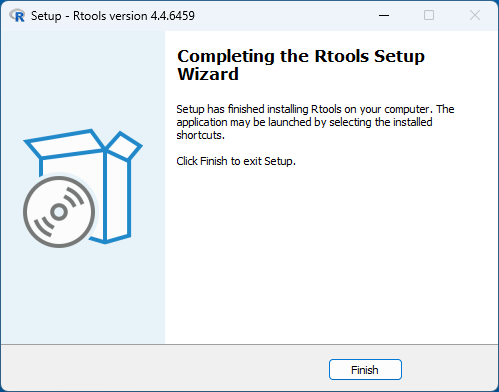 Setup - Rtools version 4.4.6459
Completing the Rtools Setup
Wizard
Setup has finished installing Rtools on your computer. The
application may be launched by selecting the installed
shortcuts.
Click Finish to exit Setup.
Finish